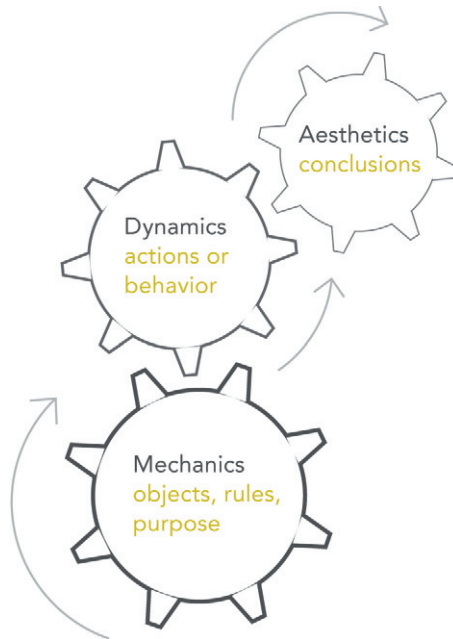 Aesthetics
conclusions
Dynamics
actions or
behavior
Mechanics
objects, rules,
purpose